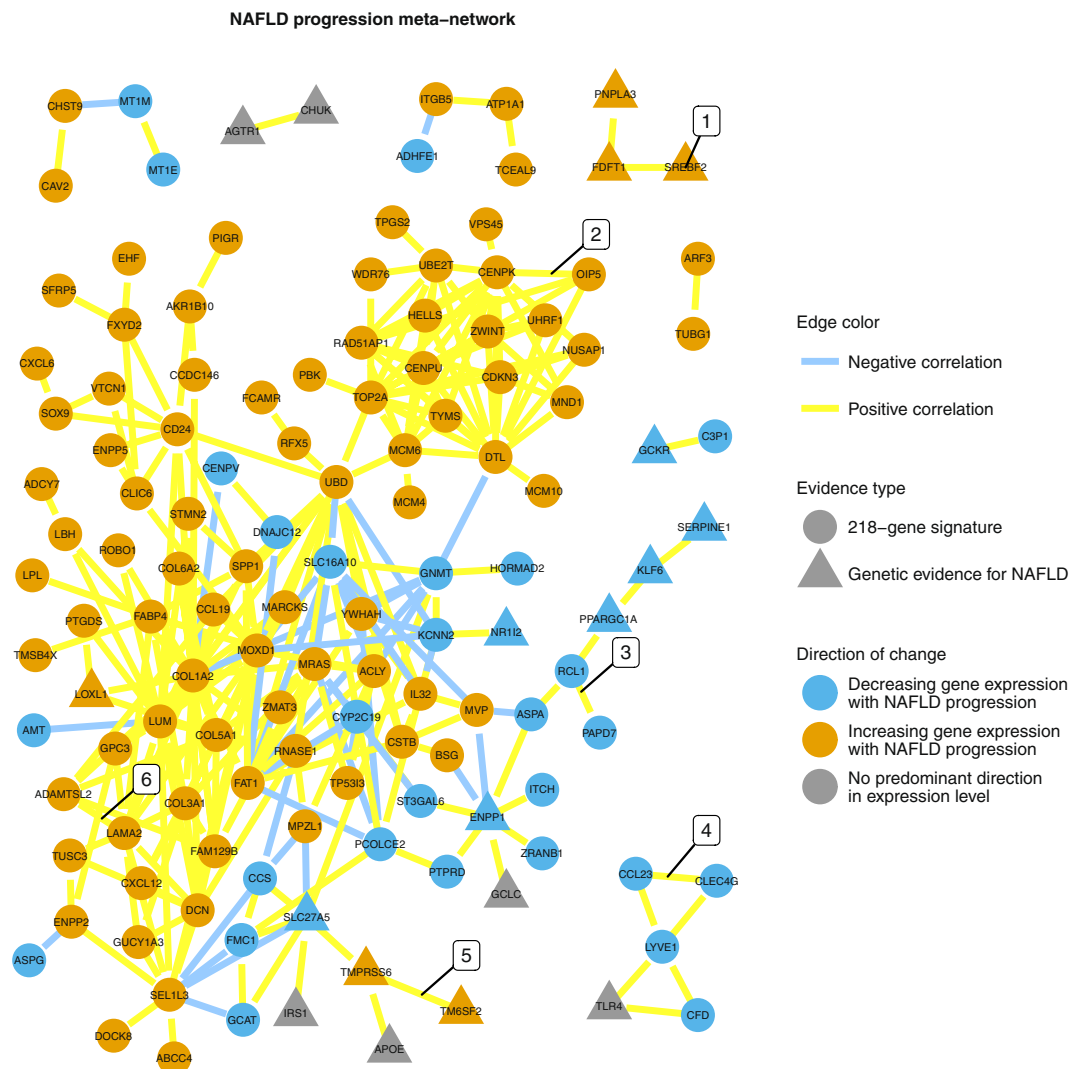 NAFLD progression meta−network
CHST9
MT1M
MT1E
CAV2
AGTR1
CHUK
ITGB5
ATP1A1
ADHFE1
TCEAL9
PNPLA3
1
FDFT1
SREBF2
TPGS2
VPS45
2
PIGR
EHF
SFRP5
AKR1B10
FXYD2
WDR76
UBE2T
CENPK
OIP5
ARF3
TUBG1
HELLS
ZWINT
UHRF1
RAD51AP1
NUSAP1
CXCL6
VTCN1
CCDC146
PBK
CENPU
CDKN3
FCAMR
TOP2A
MND1
SOX9
TYMS
CD24
RFX5
ENPP5
MCM6
DTL
GCKR
C3P1
CENPV
UBD
ADCY7
CLIC6
MCM4
MCM10
STMN2
LBH
DNAJC12
SERPINE1
ROBO1
COL6A2
SPP1
SLC16A10
GNMT
HORMAD2
KLF6
LPL
PTGDS
FABP4
CCL19
MARCKS
YWHAH
KCNN2
NR1I2
PPARGC1A
TMSB4X
MOXD1
MRAS
ACLY
RCL1
3
COL1A2
LOXL1
IL32
MVP
ASPA
PAPD7
ZMAT3
CYP2C19
AMT
LUM
COL5A1
GPC3
RNASE1
CSTB
BSG
6
ADAMTSL2
COL3A1
FAT1
TP53I3
ST3GAL6
ITCH
ENPP1
LAMA2
MPZL1
PCOLCE2
TUSC3
FAM129B
ZRANB1
PTPRD
GCLC
CXCL12
CCS
DCN
SLC27A5
ENPP2
GUCY1A3
FMC1
ASPG
5
TMPRSS6
TM6SF2
SEL1L3
GCAT
IRS1
APOE
DOCK8
ABCC4
4
CCL23
CLEC4G
LYVE1
TLR4
CFD
Edge color
Negative correlation
Positive correlation
Evidence type
218−gene signature
Genetic evidence for NAFLD
Direction of change
Decreasing gene expression
with NAFLD progression
Increasing gene expression
with NAFLD progression
No predominant direction
in expression level